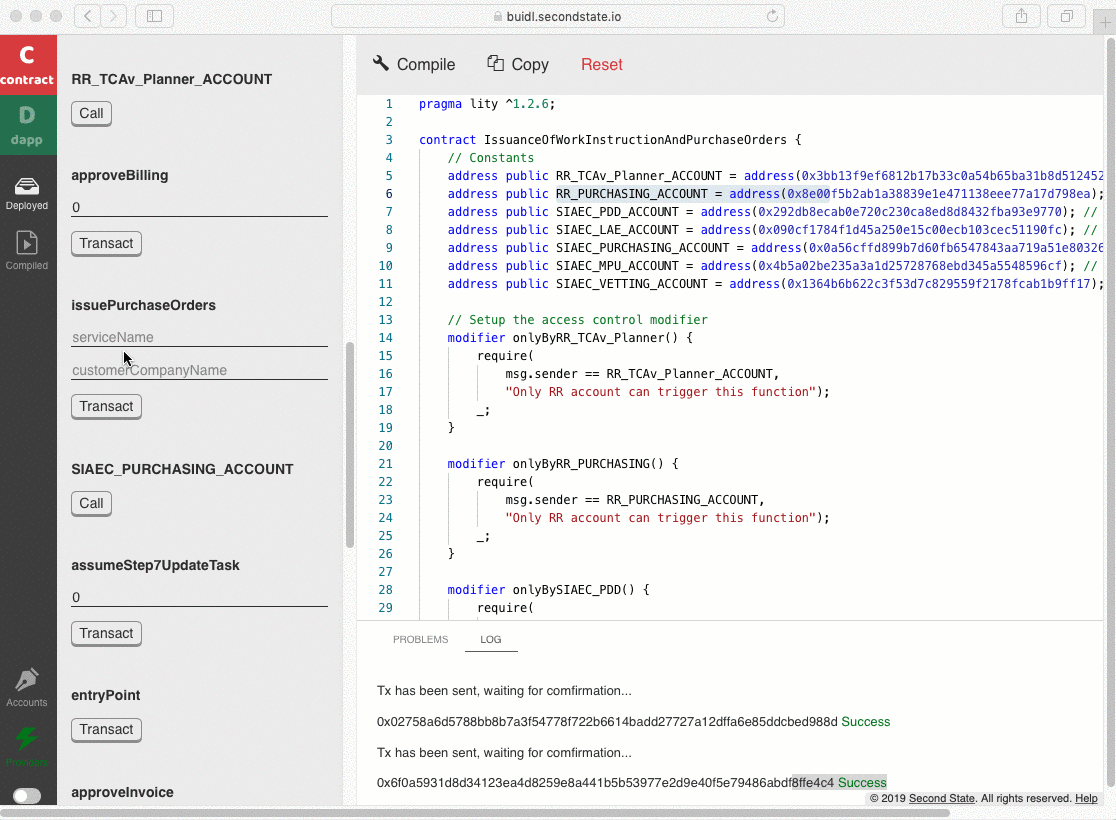 buidl.secondstate.io
C
contract
D
dapp
Deployed
Compiled
Accounts
Providers
RR_TCAv_Planner_ACCOUNT
Call
approveBilling
0
Transact
issuePurchaseOrders
serviceName
customerCompanyName
Transact
SIAEC_PURCHASING_ACCOUNT
Call
assumeStep7UpdateTask
0
Transact
entryPoint
Transact
approveInvoice
Compile Copy Reset
1 pragma lity ^1.2.6;
2
3 contract IssuanceOfWorkInstructionAndPurchaseOrders {
4 // Constants
5 address public RR_TCAv_Planner_ACCOUNT = address(0x3bb13f9ef6812b17b33c0a54b65ba31b8d512452
6 address public RR_PURCHASING_ACCOUNT = address(0x8e00f5b2ab1a38839e1e471138eee77a17d798ea);
7 address public SIAEC_PDD_ACCOUNT = address(0x292db8ecab0e720c230ca8ed8d8432fba93e9770); //
8 address public SIAEC_LAE_ACCOUNT = address(0x090cf1784f1d45a250e15c00ecb103cec51190fc); //
9 address public SIAEC_PURCHASING_ACCOUNT = address(0x0a56cffd899b7d60fb6547843aa719a51e80326
10 address public SIAEC_MPU_ACCOUNT = address(0x4b5a02be235a3a1d25728768ebd345a5548596cf); //
11 address public SIAEC_VETTING_ACCOUNT = address(0x1364b6b622c3f53d7c829559f2178fcab1b9ff17);
12
13 // Setup the access control modifier
14 modifier onlyByRR_TCAv_Planner() {
15 require(
16 msg.sender == RR_TCAv_Planner_ACCOUNT,
17 "Only RR account can trigger this function");
18 _;
19 }
20
21 modifier onlyByRR_PURCHASING() {
22 require(
23 msg.sender == RR_PURCHASING_ACCOUNT,
24 "Only RR account can trigger this function");
25 _;
26 }
27
28 modifier onlyBySIAEC_PDD() {
29 require(
PROBLEMS LOG
Tx has been sent, waiting for comfirmation...
0x02758a6d5788bb8b7a3f54778f722b6614badd27727a12dffa6e85ddcbed988d Success
Tx has been sent, waiting for comfirmation...
0x6f0a5931d8d34123ea4d8259e8a441b5b53977e2d9e40f5e79486abdf8ffe4c4 Success
© 2019 Second State. All rights reserved. Help